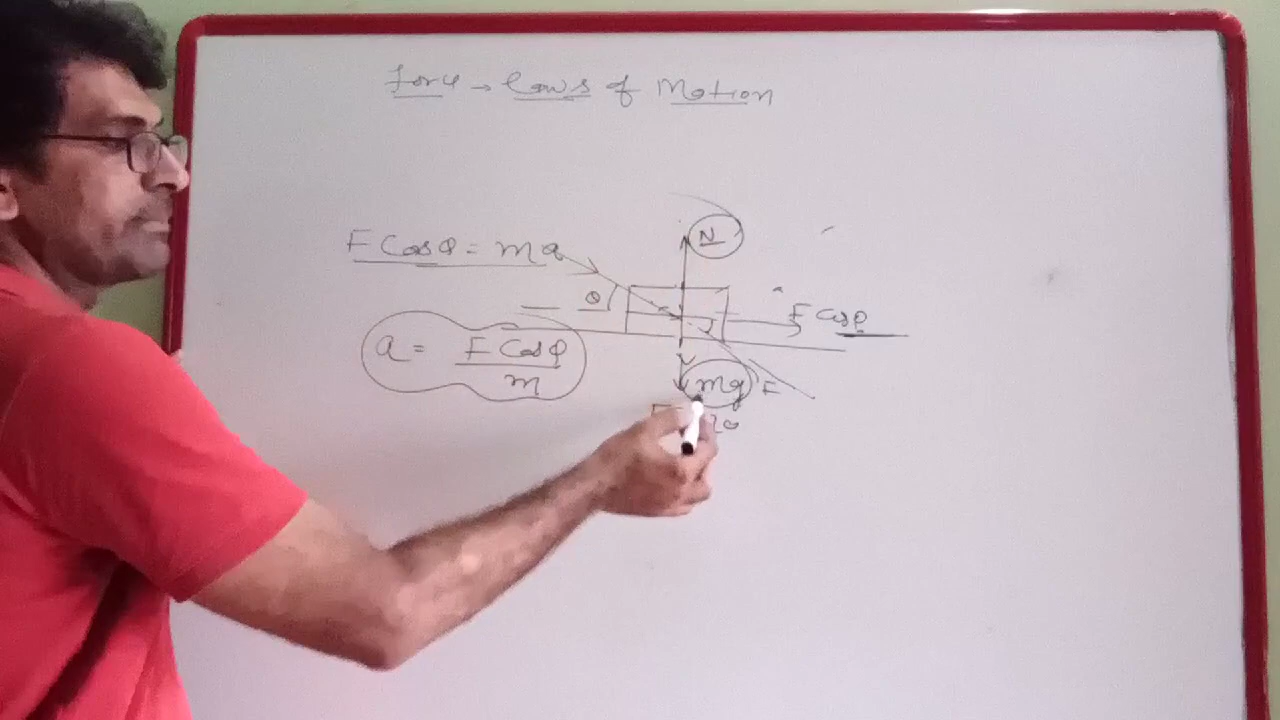 Force → Laws of Motion
N
F Cosθ = ma
θ
F Cosθ
a = F Cosθ / m
mg
F